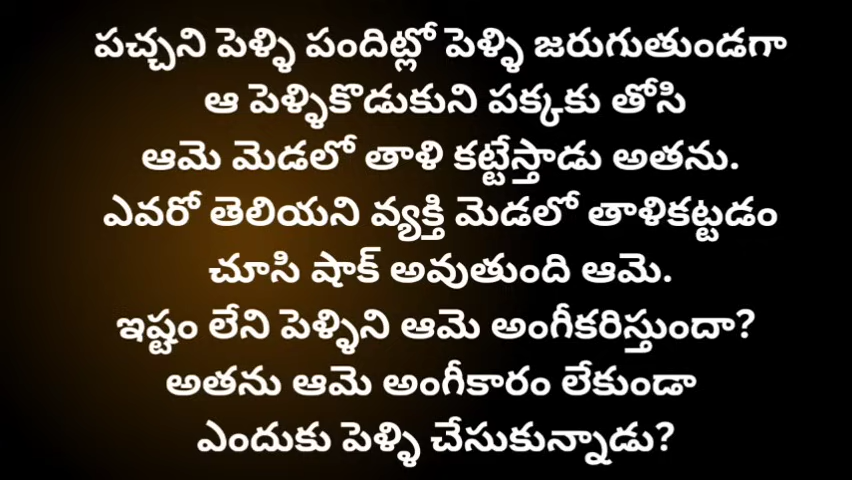 పచ్చని పెళ్ళి పందిట్లో పెళ్ళి జరుగుతుండగా
ఆ పెళ్ళికొడుకుని పక్కకు తోసి
ఆమె మెడలో తాళి కట్టేస్తాడు అతను.
ఎవరో తెలియని వ్యక్తి మెడలో తాళికట్టడం
చూసి షాక్ అవుతుంది ఆమె.
ఇష్టం లేని పెళ్ళిని ఆమె అంగీకరిస్తుందా?
అతను ఆమె అంగీకారం లేకుండా
ఎందుకు పెళ్ళి చేసుకున్నాడు?